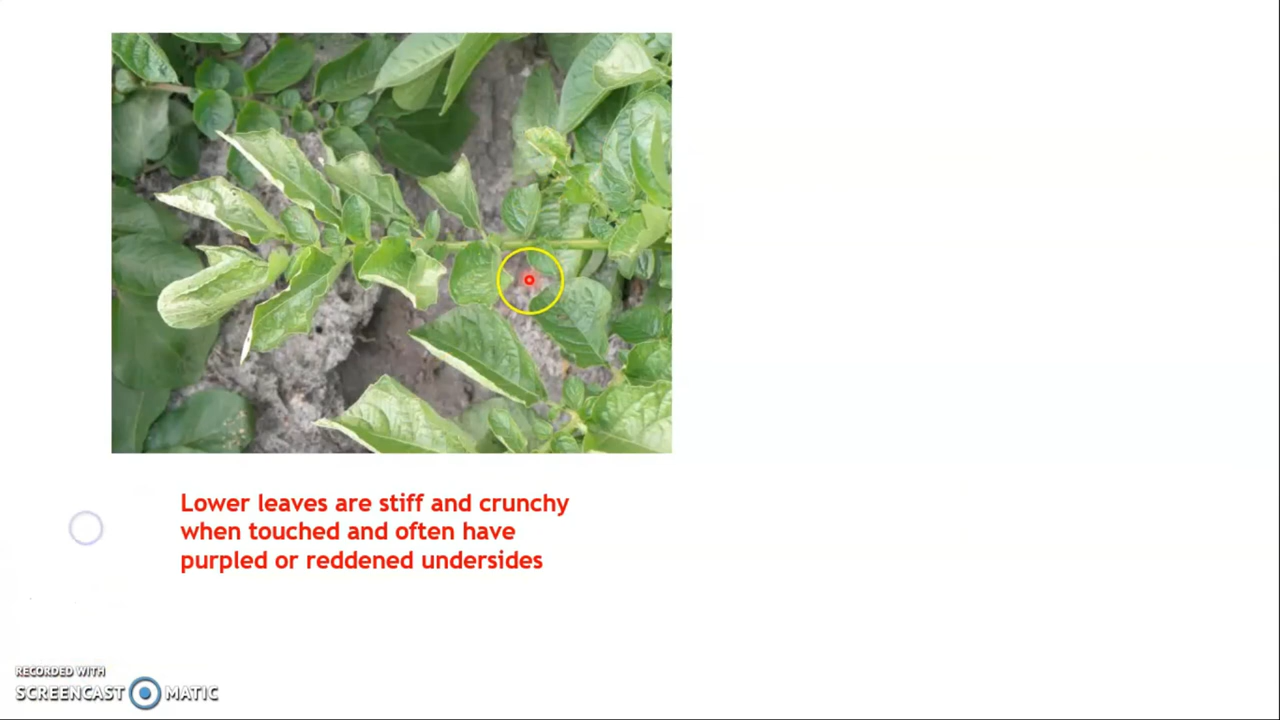 Lower leaves are stiff and crunchy
when touched and often have
purpled or reddened undersides
RECORDED WITH
SCREENCAST MATIC